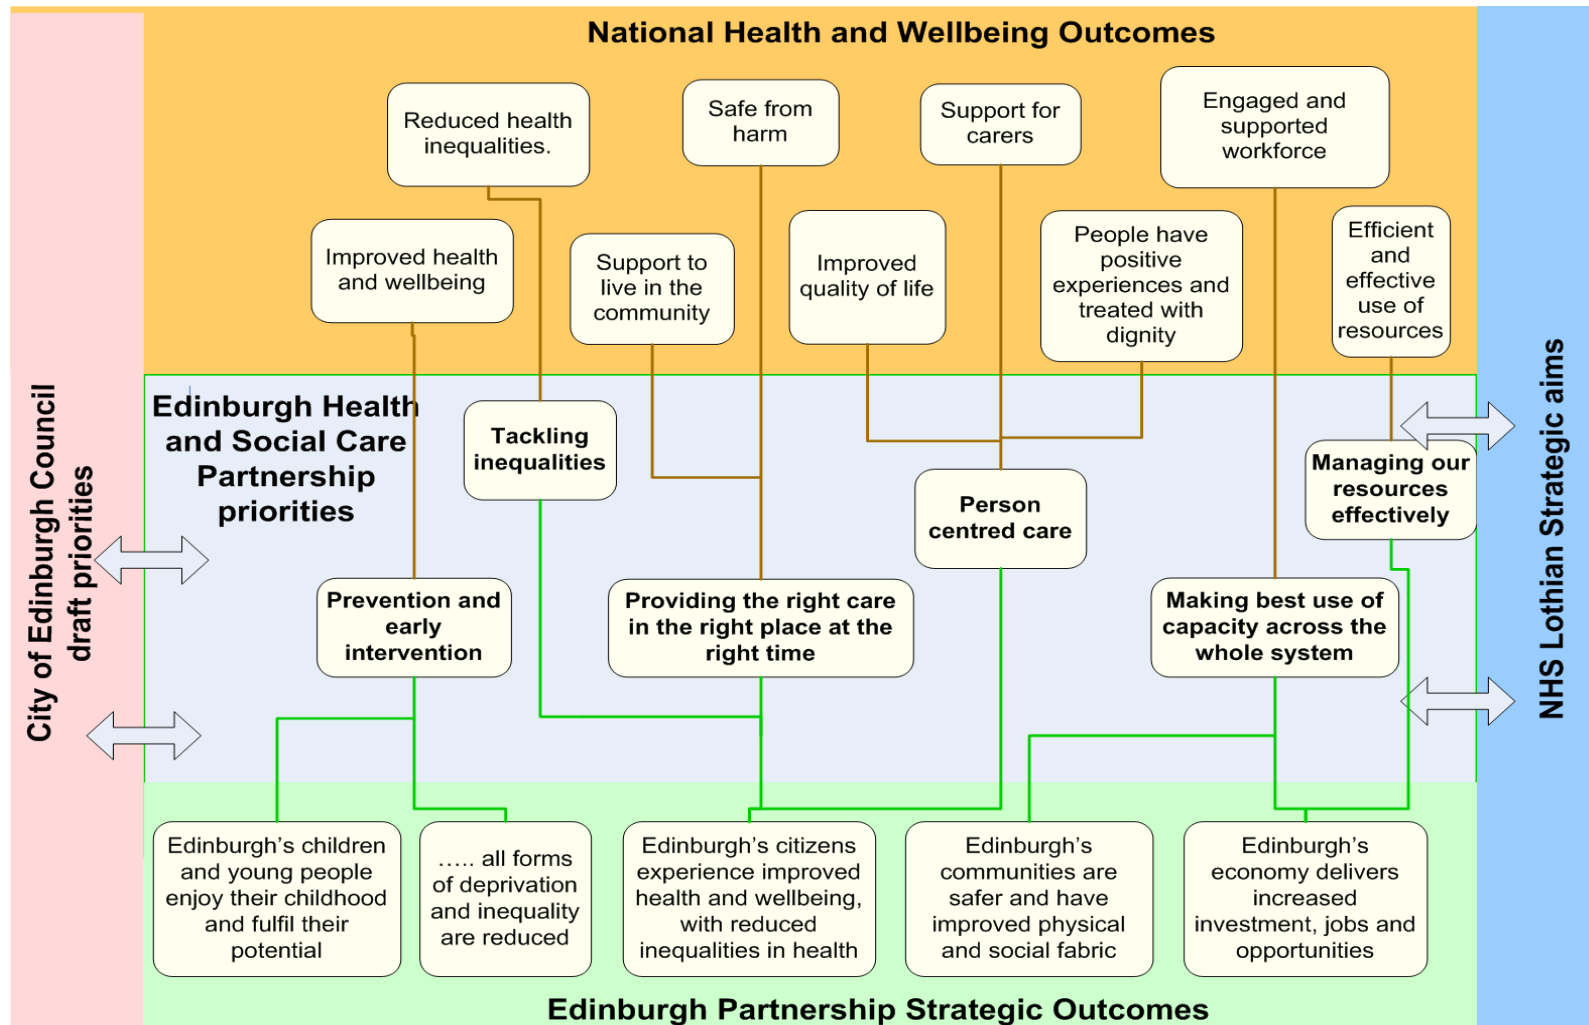 National Health and Wellbeing Outcomes
Reduced health
inequalities.
Safe from
harm
Support for
carers
Engaged and
supported
workforce
Improved health
and wellbeing
Support to
live in the
community
Improved
quality of life
People have
positive
experiences and
treated with
dignity
Efficient
and
effective
use of
resources
City of Edinburgh Council
draft priorities
Edinburgh Health
and Social Care
Partnership
priorities
Tackling
inequalities
Person
centred care
Managing our
resources
effectively
Prevention and
early
intervention
Providing the right care
in the right place at the
right time
Making best use of
capacity across the
whole system
NHS Lothian Strategic aims
Edinburgh’s children
and young people
enjoy their childhood
and fulfil their
potential
….. all forms
of deprivation
and inequality
are reduced
Edinburgh’s citizens
experience improved
health and wellbeing,
with reduced
inequalities in health
Edinburgh’s
communities are
safer and have
improved physical
and social fabric
Edinburgh’s
economy delivers
increased
investment, jobs and
opportunities
Edinburgh Partnership Strategic Outcomes